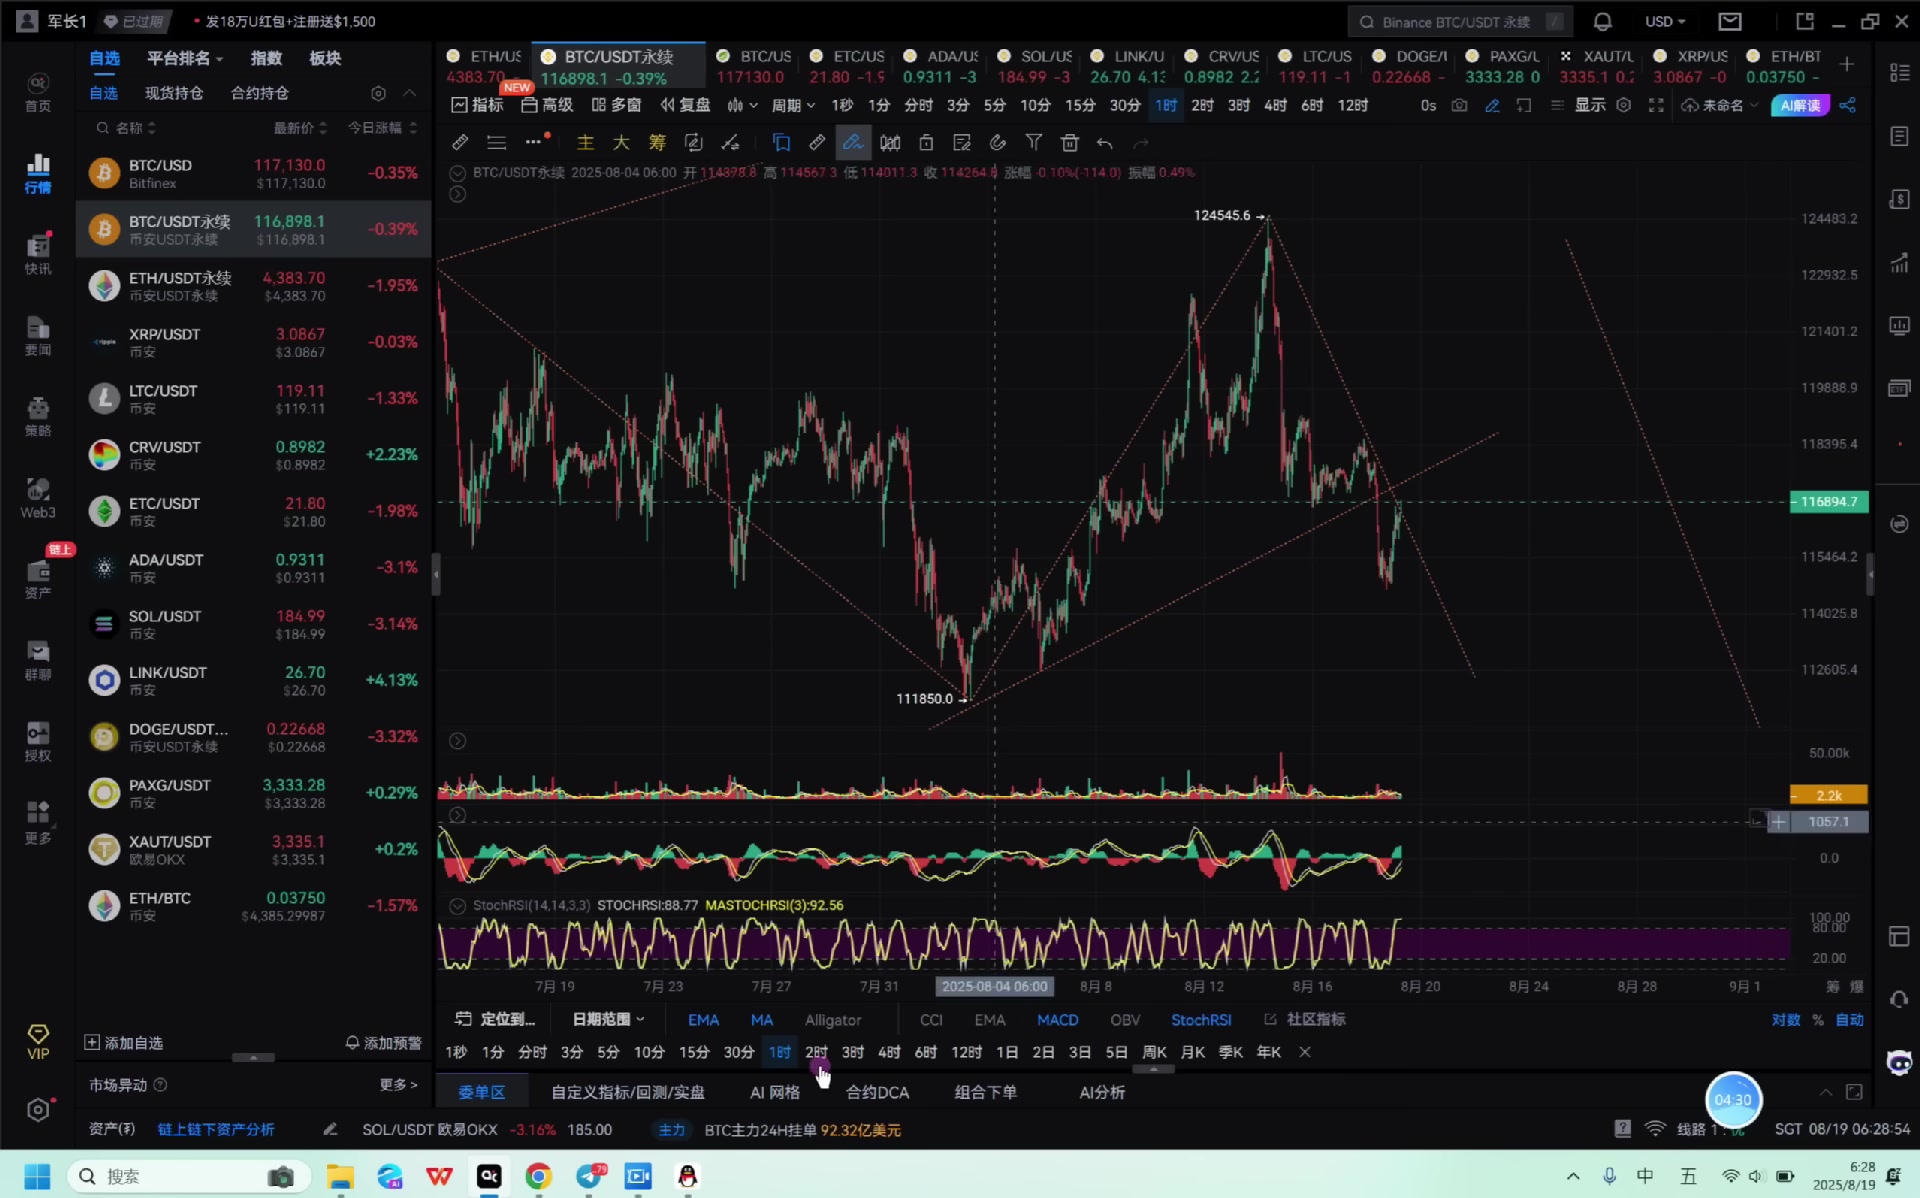 军长1 已过期 • 发18万U红包+注册送$1,500 Binance BTC/USDT 永续 / USD
自选 平台排名 指数 板块
自选 现货持仓 合约持仓
名称 最新价 今日涨幅
BTC/USD 117,130.0 -0.35%
Bitfinex $117,130.0
BTC/USDT永续 116,898.1 -0.39%
币安USDT永续 $116,898.1
ETH/USDT永续 4,383.70 -1.95%
币安USDT永续 $4,383.70
XRP/USDT 3.0867 -0.03%
币安 $3.0867
LTC/USDT 119.11 -1.33%
币安 $119.11
CRV/USDT 0.8982 +2.23%
币安 $0.8982
ETC/USDT 21.80 -1.98%
币安 $21.80
ADA/USDT 0.9311 -3.1%
币安 $0.9311
SOL/USDT 184.99 -3.14%
币安 $184.99
LINK/USDT 26.70 +4.13%
币安 $26.70
DOGE/USDT... 0.22668 -3.32%
币安USDT永续 $0.22668
PAXG/USDT 3,333.28 +0.29%
币安 $3,333.28
XAUT/USDT 3,335.1 +0.2%
欧易OKX $3,335.1
ETH/BTC 0.03750 -1.57%
币安 $4,385.29987
添加自选 添加预警
市场异动 更多 >
首页
行情
快讯
要闻
策略
Web3
链上
资产
群聊
授权
更多
VIP
ETH/US BTC/USDT永续 BTC/US ETC/US ADA/US SOL/US LINK/U CRV/US LTC/US DOGE/I PAXG/L XAUT/L XRP/US ETH/BT
4383.70 - 116898.1 -0.39% 117130.0 21.80 -1.9 0.9311 -3 184.99 -3 26.70 4.13 0.8982 2.2 119.11 -1 0.22668 - 3333.28 0 3335.1 0.2 3.0867 -0 0.03750 -
NEW
指标 高级 多窗 复盘 周期 1秒 1分 分时 3分 5分 10分 15分 30分 1时 2时 3时 4时 6时 12时 0s 显示 未命名 AI解读
主 大 筹
BTC/USDT永续 2025-08-04 06:00 开 114378.6 高 114567.3 低 114011.3 收 114264.6 涨幅 -0.10%(-114.0) 振幅 0.49%
124545.6
111850.0
124483.2
122932.5
121401.2
119888.9
118395.4
116894.7
115464.2
114025.8
112605.4
50.00k
2.2k
1057.1
0.0
StochRSI(14,14,3,3) STOCHRSI:88.77 MASTOCHRSI(3):92.56
100.00
80.00
20.00
7月 19 7月 23 7月 27 7月 31 2025-08-04 06:00 8月 8 8月 12 8月 16 8月 20 8月 24 8月 28 9月 1 筹 爆
定位到... 日期范围 EMA MA Alligator CCI EMA MACD OBV StochRSI 社区指标 对数 % 自动
1秒 1分 分时 3分 5分 10分 15分 30分 1时 2时 3时 4时 6时 12时 1日 2日 3日 5日 周K 月K 季K 年K
委单区 自定义指标/回测/实盘 AI 网格 合约DCA 组合下单 AI分析
04:30
资产(₮) 链上链下资产分析 SOL/USDT 欧易OKX -3.16% 185.00 主力 BTC主力24H挂单 92.32亿美元 线路 1 SGT 08/19 06:28:54
搜索 79 中 五 6:28
2025/8/19